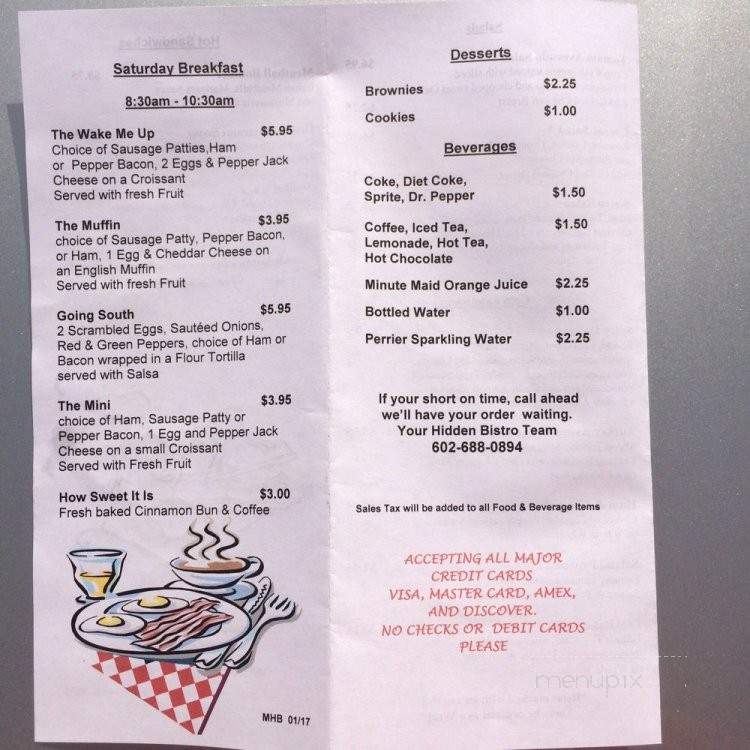 Saturday Breakfast
8:30am - 10:30am
The Wake Me Up $5.95
Choice of Sausage Patties,Ham
or Pepper Bacon, 2 Eggs & Pepper Jack
Cheese on a Croissant
Served with fresh Fruit
The Muffin $3.95
choice of Sausage Patty, Pepper Bacon,
or Ham, 1 Egg & Cheddar Cheese on
an English Muffin
Served with fresh Fruit
Going South $5.95
2 Scrambled Eggs, Sautéed Onions,
Red & Green Peppers, choice of Ham or
Bacon wrapped in a Flour Tortilla
served with Salsa
The Mini $3.95
choice of Ham, Sausage Patty or
Pepper Bacon, 1 Egg and Pepper Jack
Cheese on a small Croissant
Served with Fresh Fruit
How Sweet It Is $3.00
Fresh baked Cinnamon Bun & Coffee
MHB 01/17
Desserts
Brownies $2.25
Cookies $1.00
Beverages
Coke, Diet Coke,
Sprite, Dr. Pepper $1.50
Coffee, Iced Tea, $1.50
Lemonade, Hot Tea,
Hot Chocolate
Minute Maid Orange Juice $2.25
Bottled Water $1.00
Perrier Sparkling Water $2.25
If your short on time, call ahead
we'll have your order waiting.
Your Hidden Bistro Team
602-688-0894
Sales Tax will be added to all Food & Beverage Items
ACCEPTING ALL MAJOR
CREDIT CARDS
VISA, MASTER CARD, AMEX,
AND DISCOVER.
NO CHECKS OR DEBIT CARDS
PLEASE
menupix